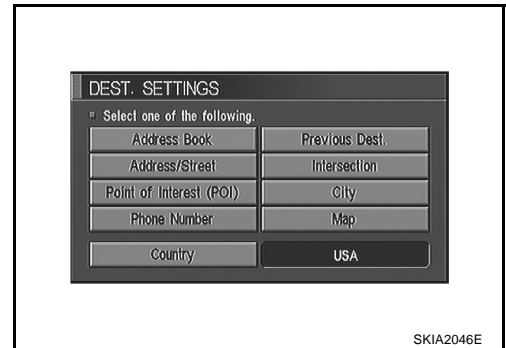 DEST. SETTINGS
Select one of the following.
Address Book Previous Dest.
Address/Street Intersection
Point of Interest (POI) City
Phone Number Map
Country USA
SKIA2046E